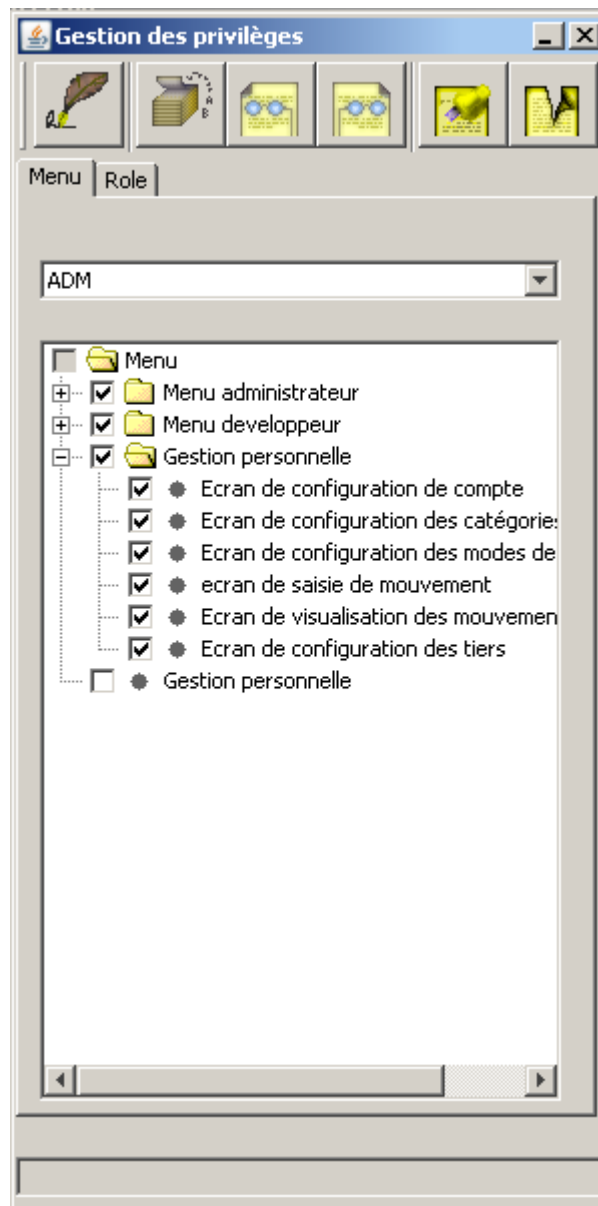 Gestion des privilèges
Menu
Role
ADM
Menu
Menu administrateur
Menu developpeur
Gestion personnelle
Ecran de configuration de compte
Ecran de configuration des catégories
Ecran de configuration des modes de
ecran de saisie de mouvement
Ecran de visualisation des mouvemen
Ecran de configuration des tiers
Gestion personnelle